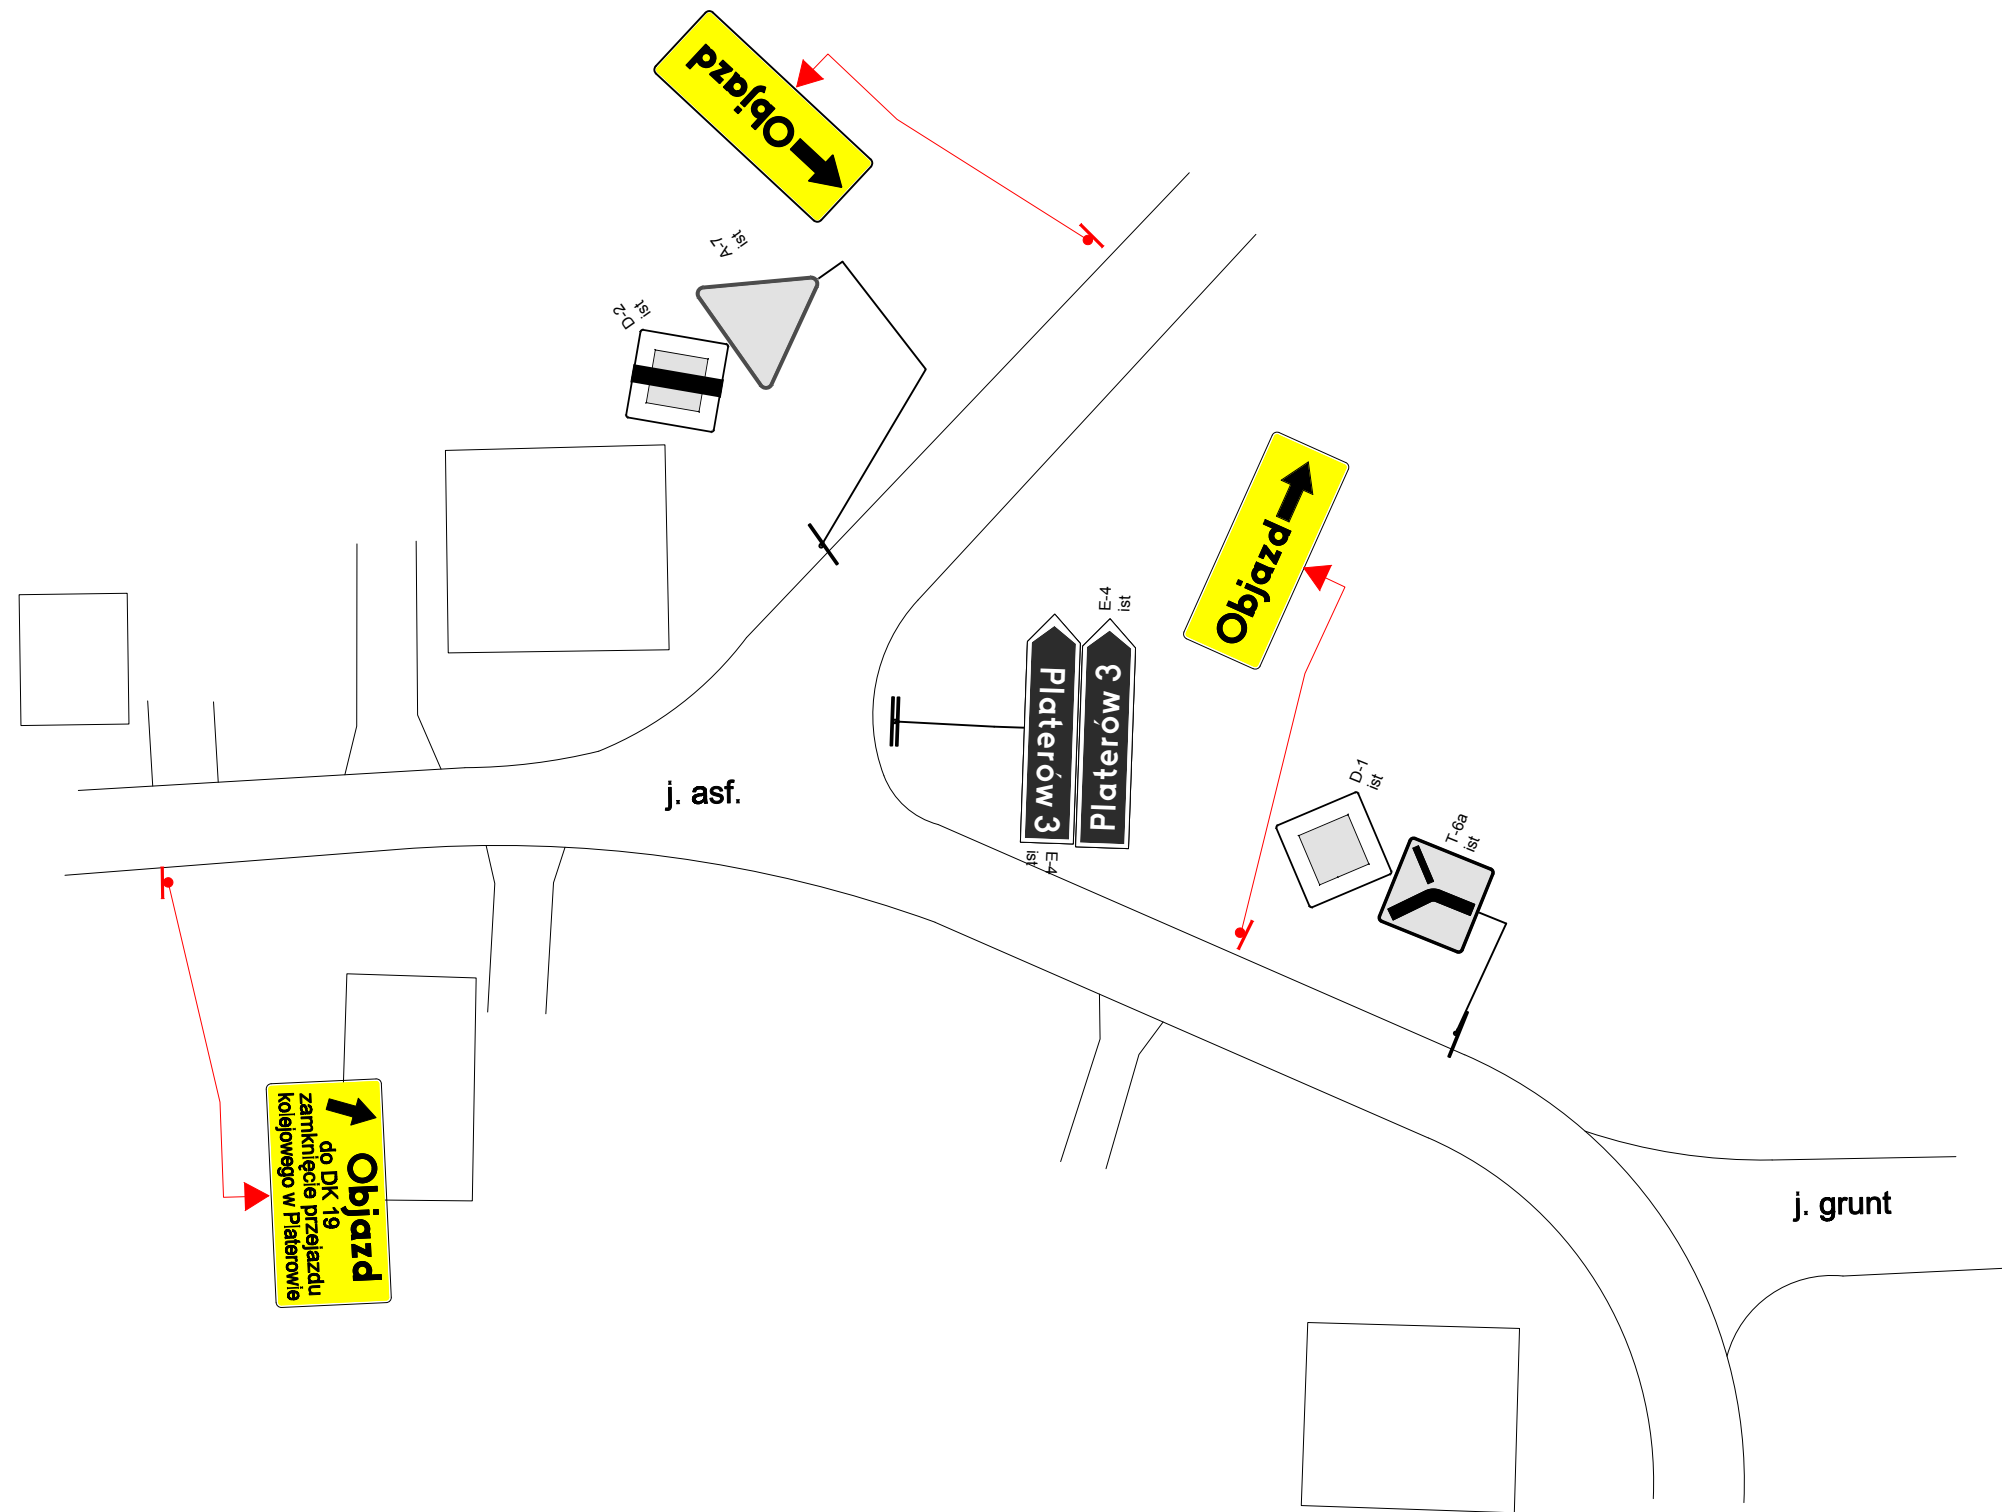 Objazd
A-7
ist
D-2
ist
Objazd
E-4
ist
Platerów 3
Platerów 3
E-4
ist
j. asf.
D-1
ist
T-6a
ist
Objazd
do DK 19
zamknięcie przejazdu
kolejowego w Platerowie
j. grunt